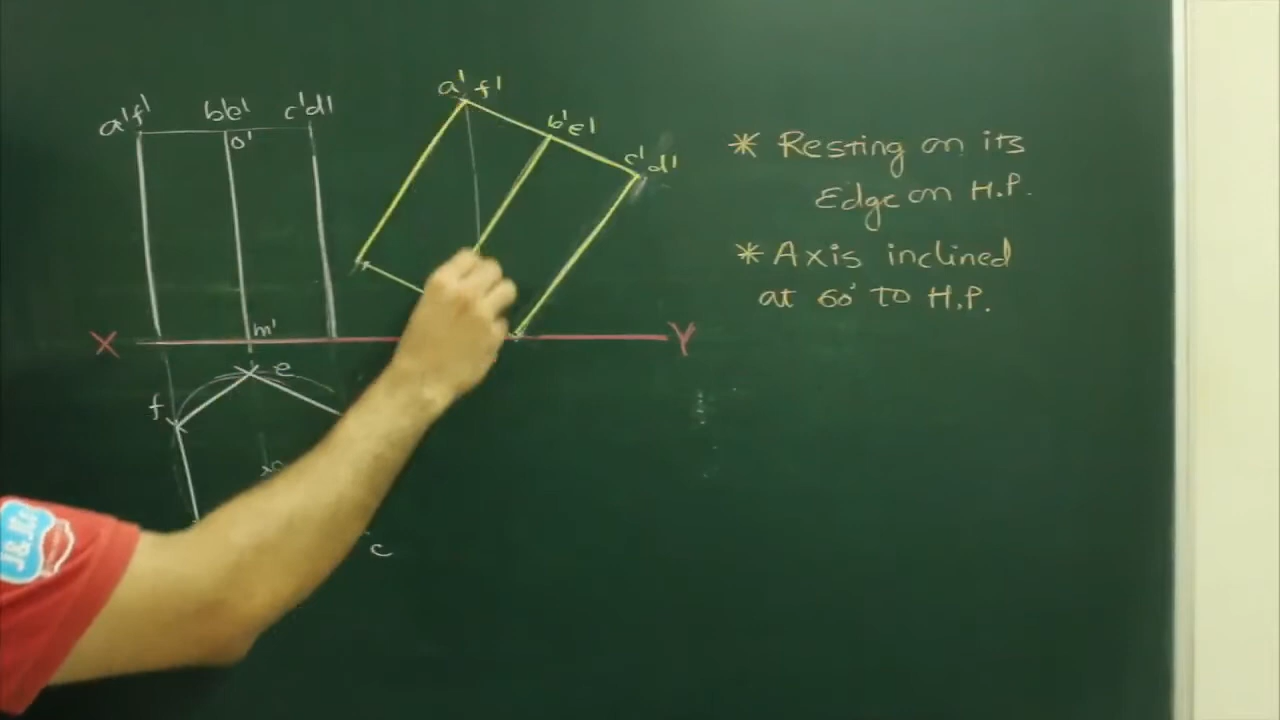 a'f' b'e' c'd'
o'
a' f'
b'e'
c'd'
* Resting on its
Edge on H.P.
* Axis inclined
at 60° to H.P.
X m' Y
e
f
c